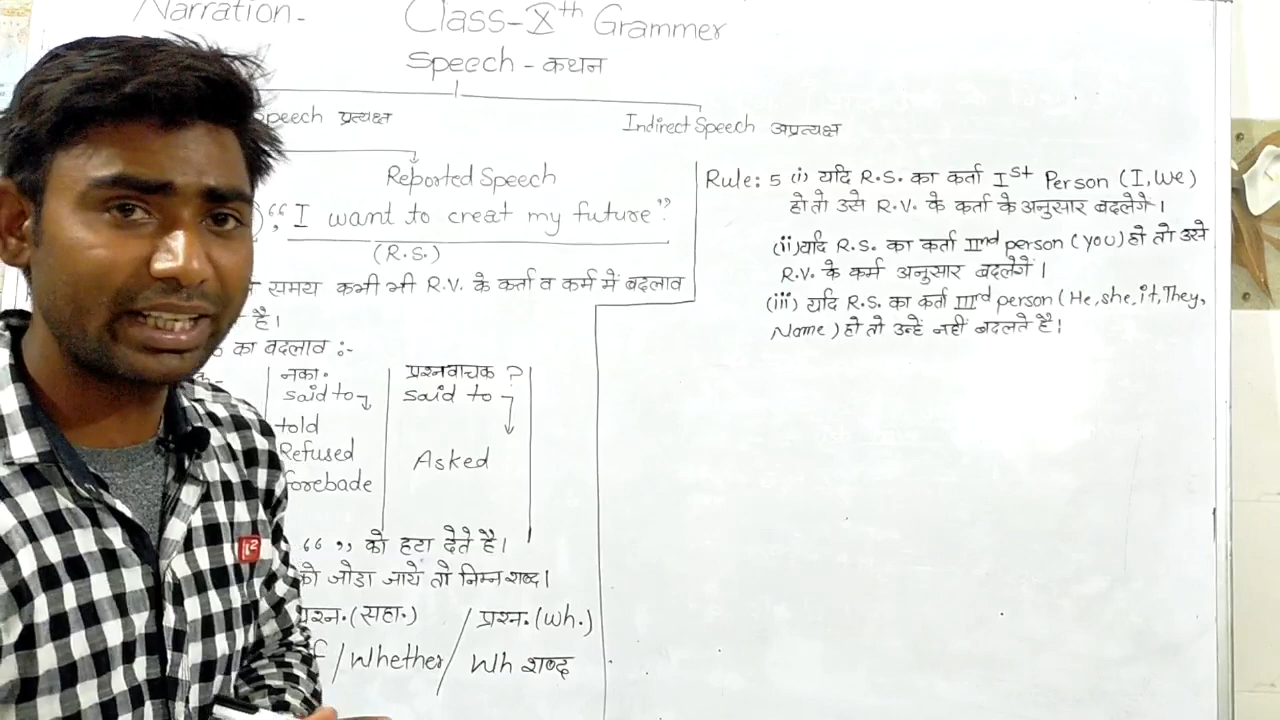 Narration-
Class-Xth Grammer
Speech - कथन
Speech प्रत्यक्ष
Indirect Speech अप्रत्यक्ष
Reported Speech
, “ I want to creat my future”.
(R.S.)
समय कभी भी R.V. के कर्ता व कर्म में बदलाव
है।
का बदलाव :-
नका॰
said to
told
Refused
forebade
प्रश्नवाचक ?
said to
Asked
“ ” को हटा देते है।
को जोडा जाये तो निम्न शब्द।
प्रश्न॰(सहा॰) / प्रश्न॰(Wh.)
/ Whether / Wh शब्द
Rule: 5 (i) यदि R.S. का कर्ता Ist Person (I, We)
हो तो उसे R.V. के कर्ता के अनुसार बदलेगें।
(ii) यदि R.S. का कर्ता IInd person (you) हो तो उसे
R.V. के कर्म अनुसार बदलेगें।
(iii) यदि R.S. का कर्ता IIIrd person (He, she, it, They,
Name) हो तो उन्हें नहीं बदलते है।